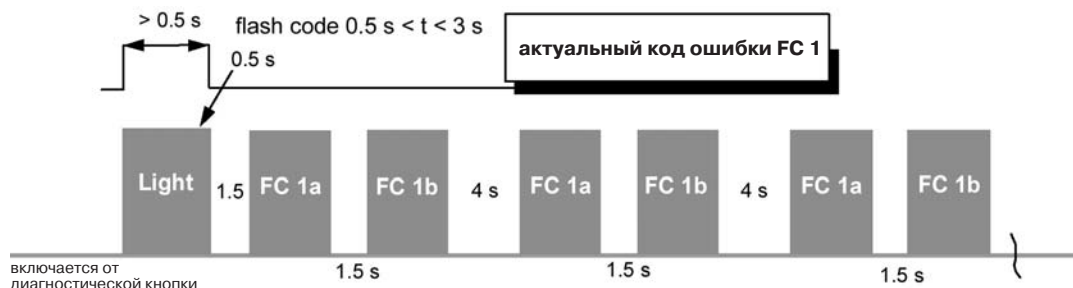 > 0.5 s
flash code 0.5 s < t < 3 s
актуальный код ошибки FC 1
0.5 s
Light
1.5
FC 1a
FC 1b
4 s
FC 1a
FC 1b
4 s
FC 1a
FC 1b
1.5 s
1.5 s
1.5 s
включается от
диагностической кнопки